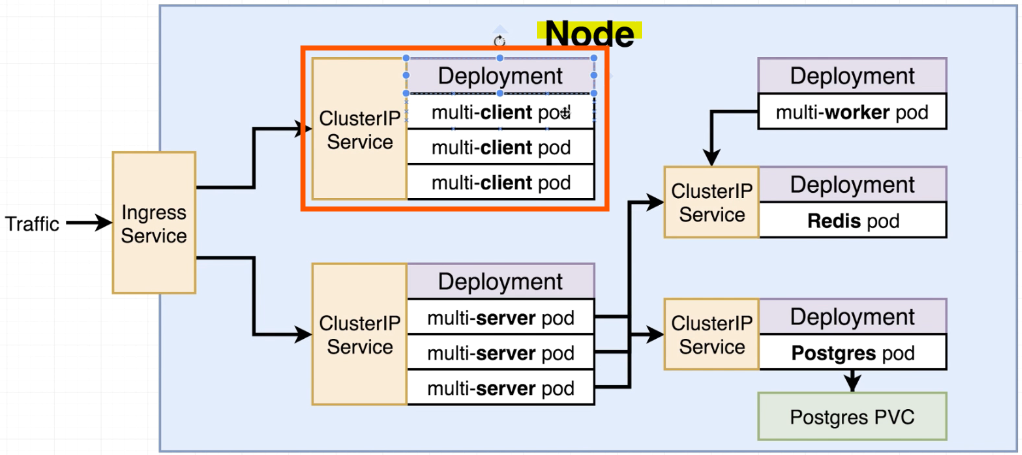 Node
Traffic
Ingress
Service
ClusterIP
Service
Deployment
multi-client pod
multi-client pod
multi-client pod
ClusterIP
Service
Deployment
multi-server pod
multi-server pod
multi-server pod
Deployment
multi-worker pod
ClusterIP
Service
Deployment
Redis pod
ClusterIP
Service
Deployment
Postgres pod
Postgres PVC